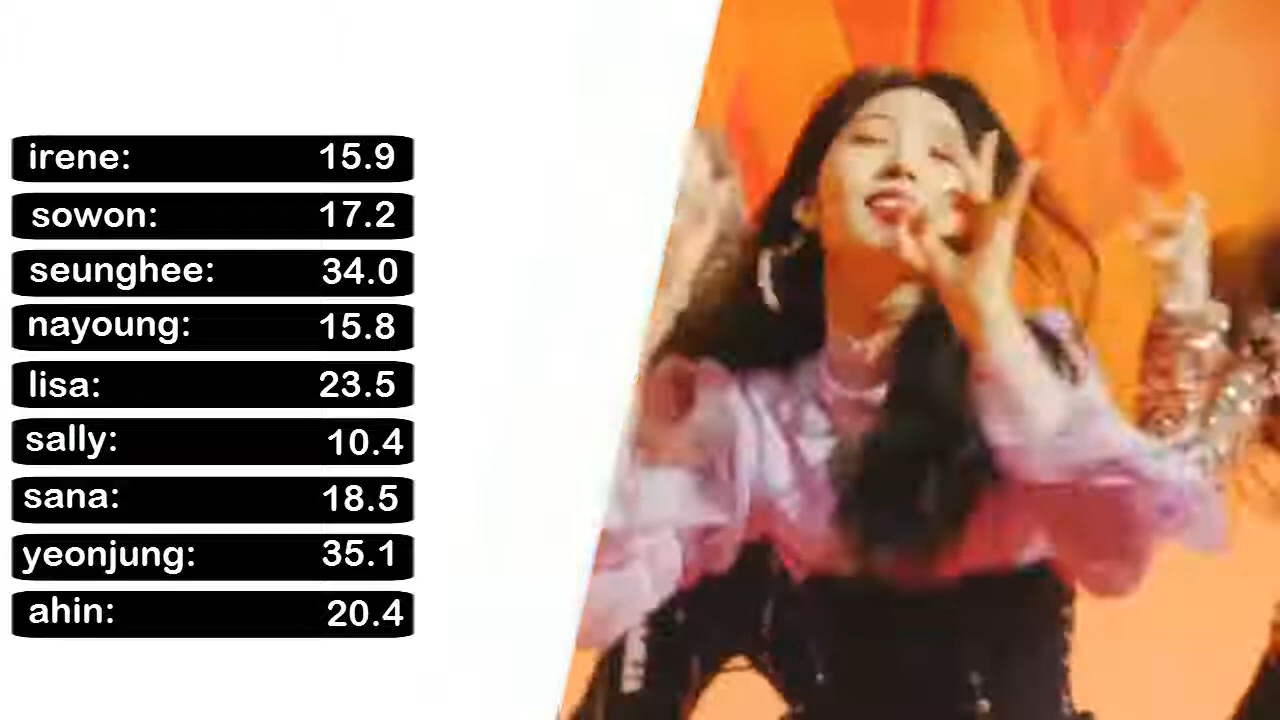 irene: 15.9
sowon: 17.2
seunghee: 34.0
nayoung: 15.8
lisa: 23.5
sally: 10.4
sana: 18.5
yeonjung: 35.1
ahin: 20.4